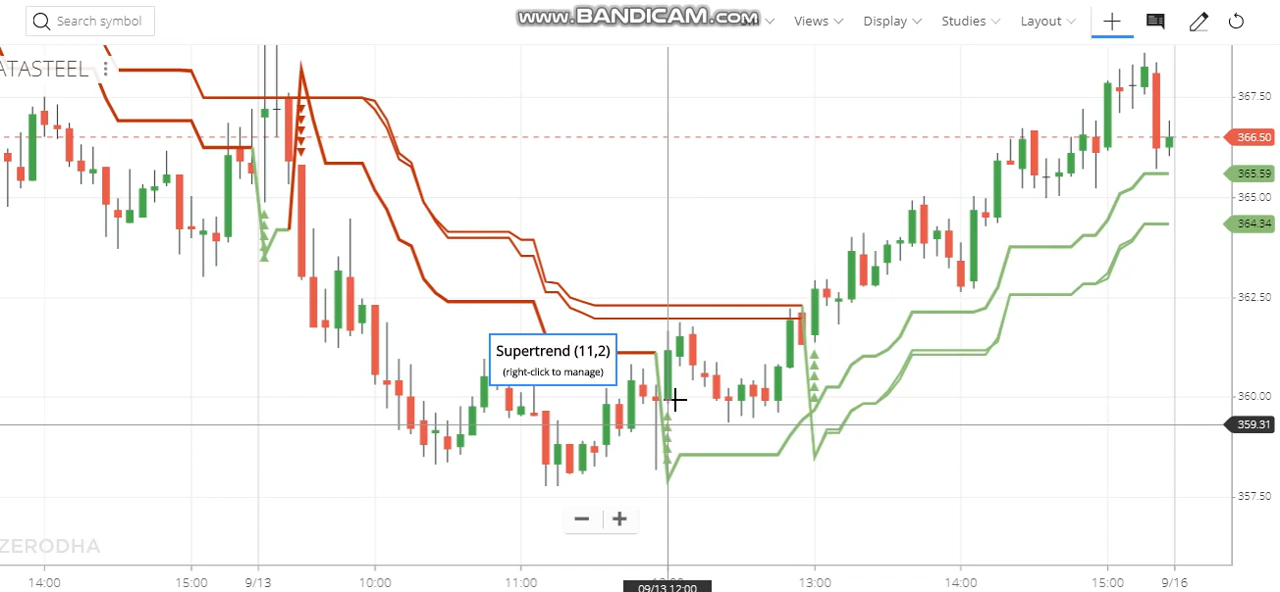 www.BANDICAM.com
Search symbol
Views
Display
Studies
Layout
ATASTEEL
367.50
366.50
365.59
365.00
364.34
362.50
Supertrend (11,2)
(right-click to manage)
360.00
359.31
357.50
ZERODHA
14:00
15:00
9/13
10:00
11:00
09/13 12:00
13:00
14:00
15:00
9/16